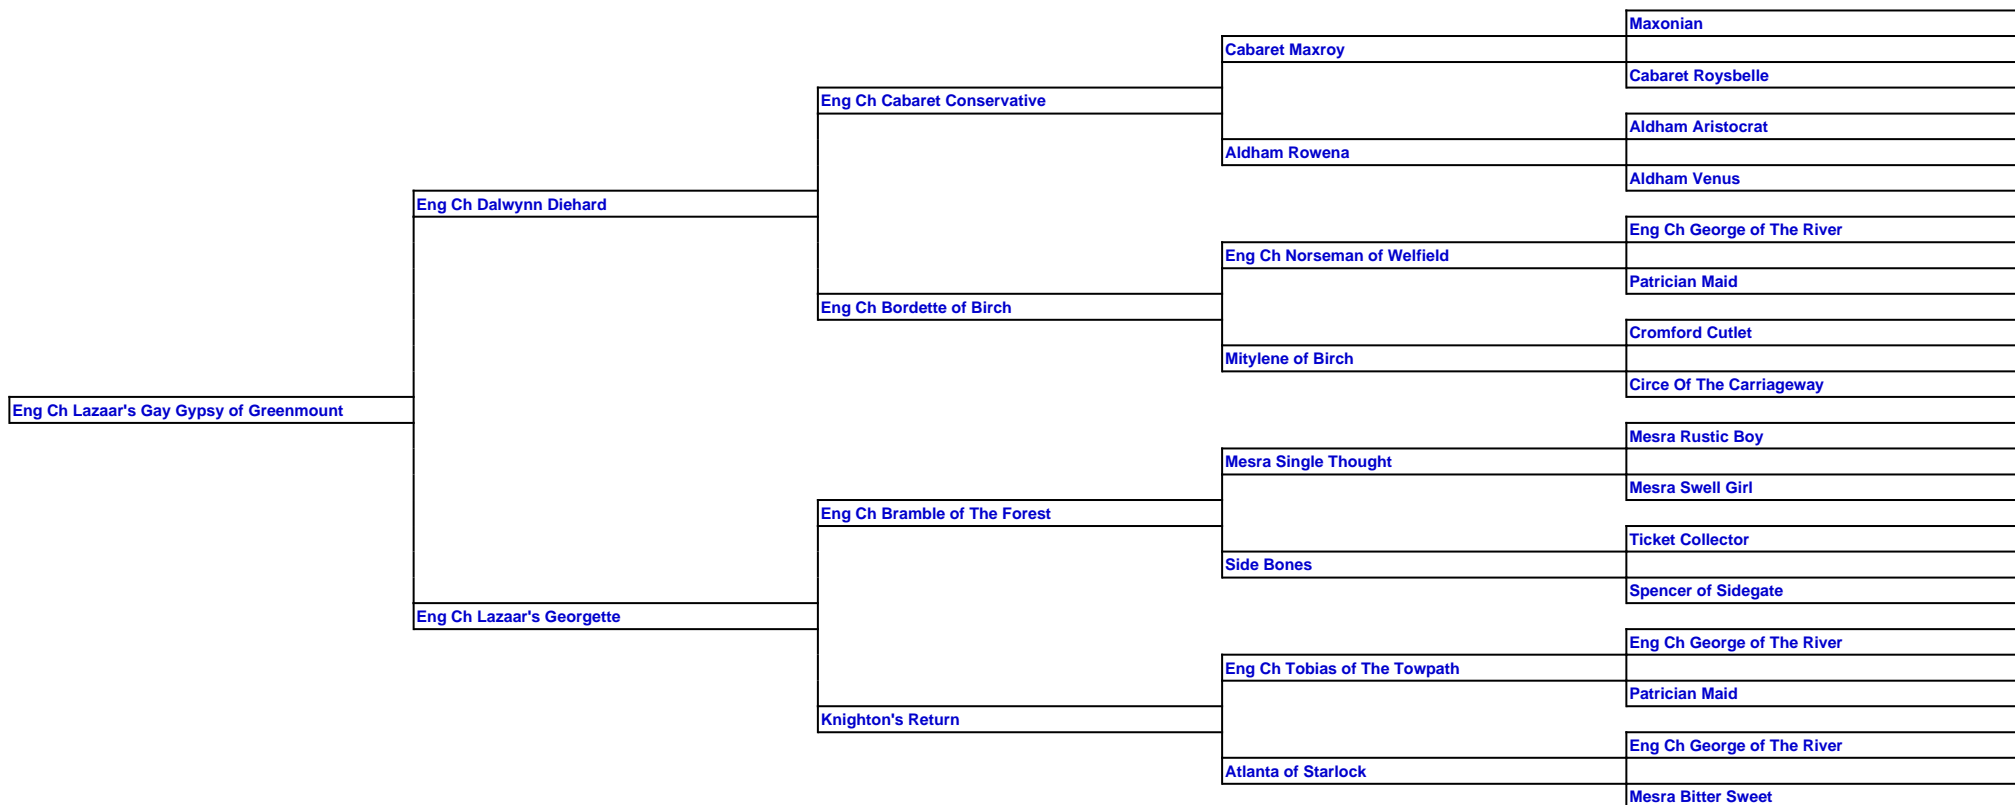 Maxonian
Cabaret Maxroy
Cabaret Roysbelle
Eng Ch Cabaret Conservative
Aldham Aristocrat
Aldham Rowena
Aldham Venus
Eng Ch Dalwynn Diehard
Eng Ch George of The River
Eng Ch Norseman of Welfield
Patrician Maid
Eng Ch Bordette of Birch
Cromford Cutlet
Mitylene of Birch
Circe Of The Carriageway
Eng Ch Lazaar's Gay Gypsy of Greenmount
Mesra Rustic Boy
Mesra Single Thought
Mesra Swell Girl
Eng Ch Bramble of The Forest
Ticket Collector
Side Bones
Spencer of Sidegate
Eng Ch Lazaar's Georgette
Eng Ch George of The River
Eng Ch Tobias of The Towpath
Patrician Maid
Knighton's Return
Eng Ch George of The River
Atlanta of Starlock
Mesra Bitter Sweet